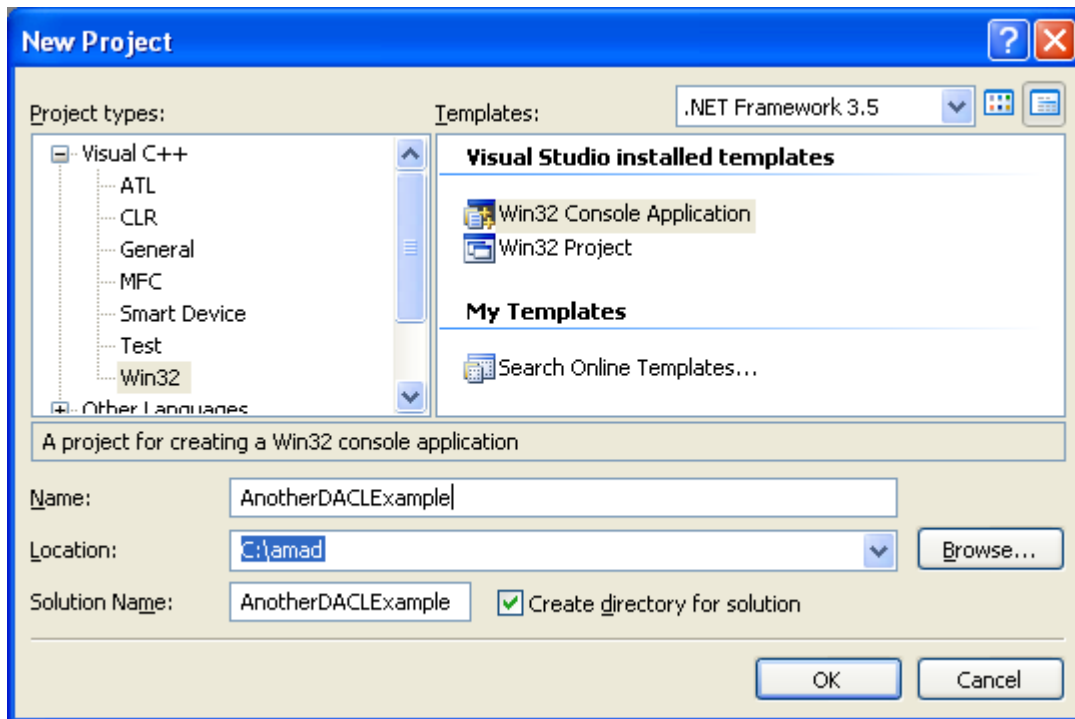 New Project
Project types:
Templates:
.NET Framework 3.5
Visual C++
ATL
CLR
General
MFC
Smart Device
Test
Win32
Other Languages
Visual Studio installed templates
Win32 Console Application
Win32 Project
My Templates
Search Online Templates...
A project for creating a Win32 console application
Name:
AnotherDACLExample
Location:
C:\amad
Browse...
Solution Name:
AnotherDACLExample
Create directory for solution
OK
Cancel